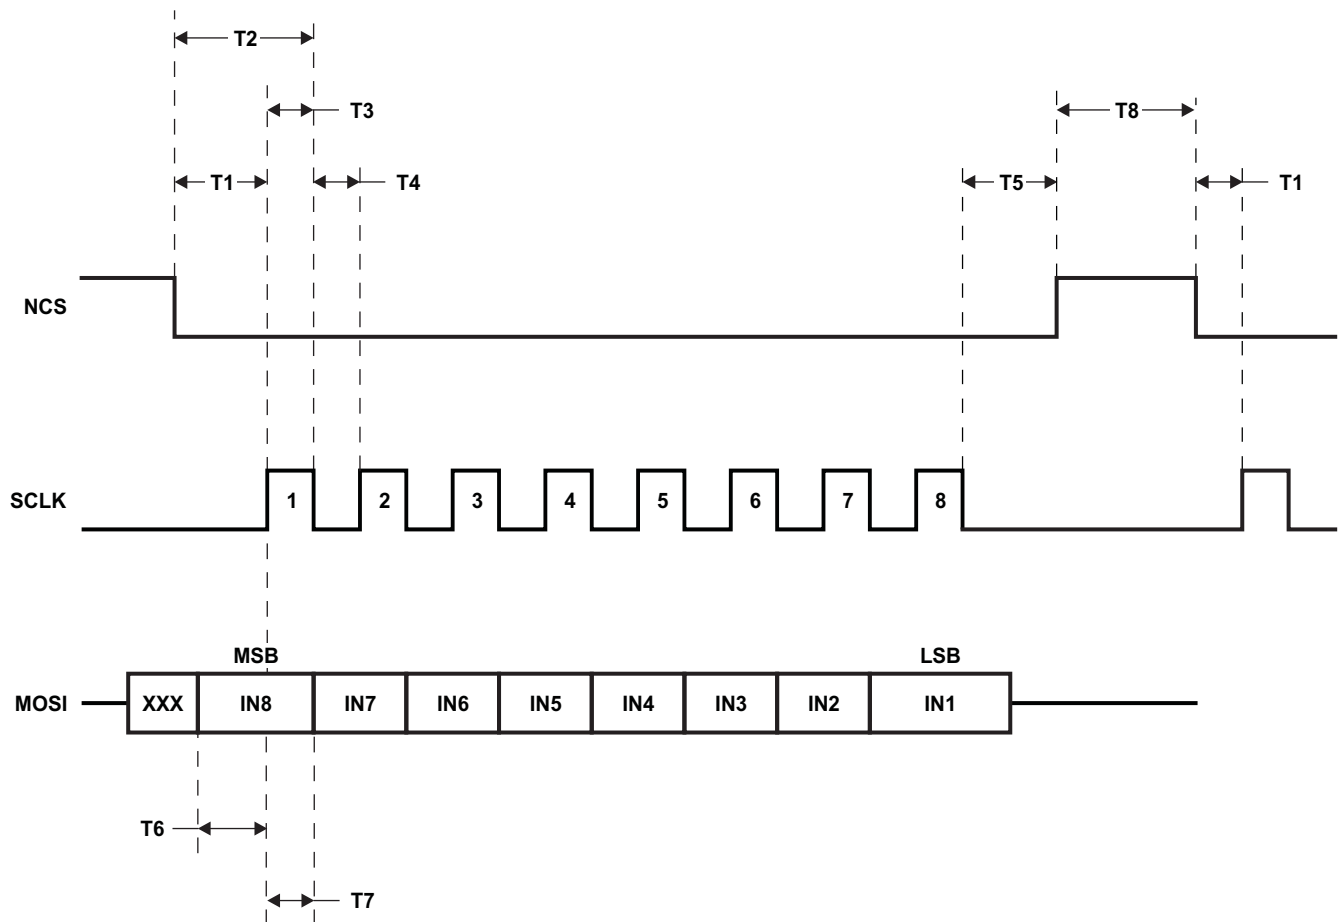 T2
T3
T8
T1 T4 T5 T1
NCS
SCLK 1 2 3 4 5 6 7 8
MSB LSB
MOSI XXX IN8 IN7 IN6 IN5 IN4 IN3 IN2 IN1
T6
T7